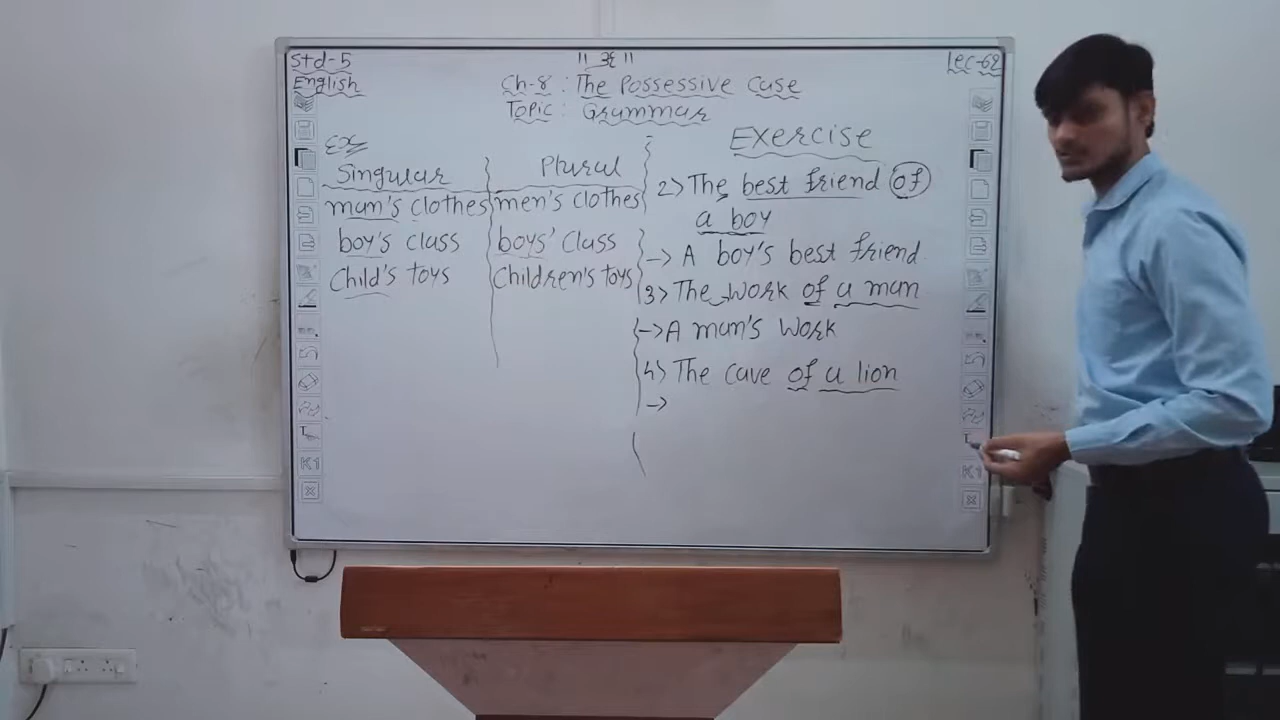 Std-5
English
॥ ૐ ॥
Ch-8 : The Possessive Case
Topic : Grammar
Lec-62
Ex
Singular
man's clothes
boy's class
Child's toys
Plural
men's clothes
boys' Class
Children's toys
Exercise
2> The best friend of
a boy
-> A boy's best friend.
3> The work of a man
-> A man's work
4> The cave of a lion
->
K1
K1